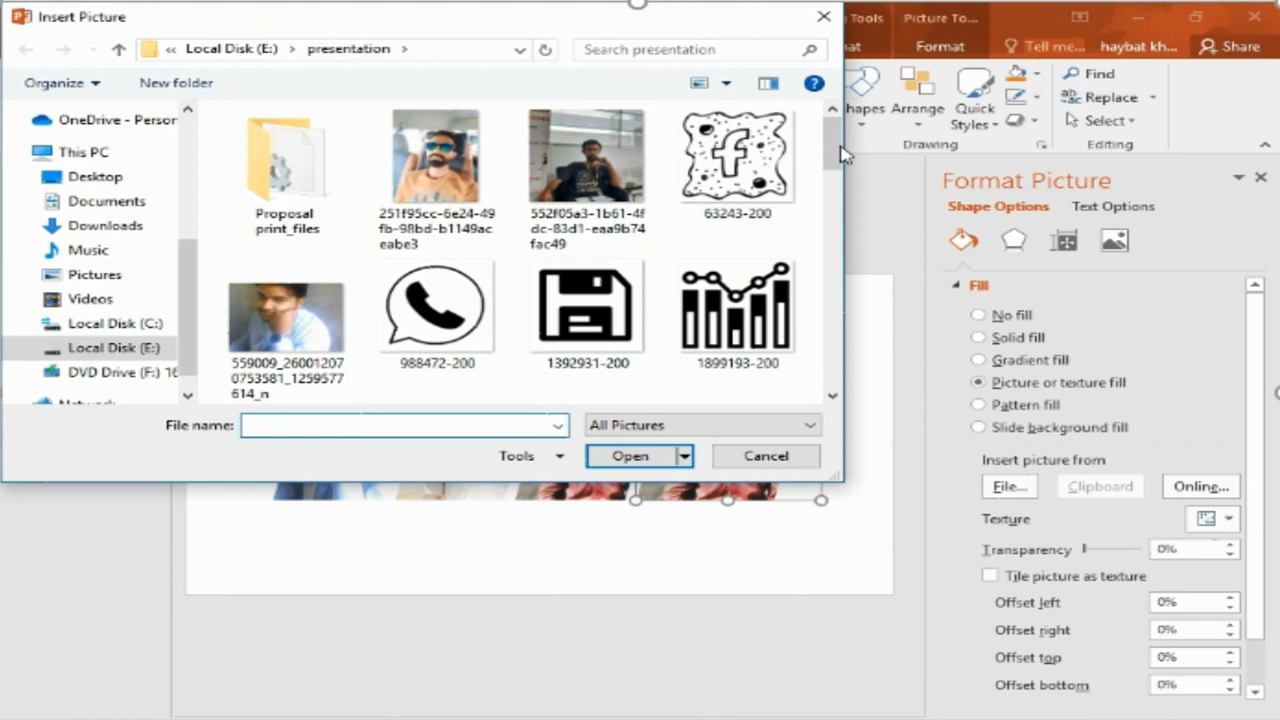 Insert Picture
Tools
Picture To...
« Local Disk (E:) > presentation >
Search presentation
Format
Tell me...
haybat kh...
Share
Organize
New folder
OneDrive - Person
This PC
Desktop
Documents
Downloads
Music
Pictures
Videos
Local Disk (C:)
Local Disk (E:)
DVD Drive (F:) 16
Proposal
print_files
251f95cc-6e24-49
fb-98bd-b1149ac
eabe3
552f05a3-1b61-4f
dc-83d1-eaa9b74
fac49
63243-200
559009_26001207
0753581_1259577
614_n
988472-200
1392931-200
1899193-200
File name:
All Pictures
Tools
Open
Cancel
Arrange
Quick
Styles
Drawing
Find
Replace
Select
Editing
Format Picture
Shape Options
Text Options
Fill
No fill
Solid fill
Gradient fill
Picture or texture fill
Pattern fill
Slide background fill
Insert picture from
File...
Clipboard
Online...
Texture
Transparency
0%
Tile picture as texture
Offset left
0%
Offset right
0%
Offset top
0%
Offset bottom
0%